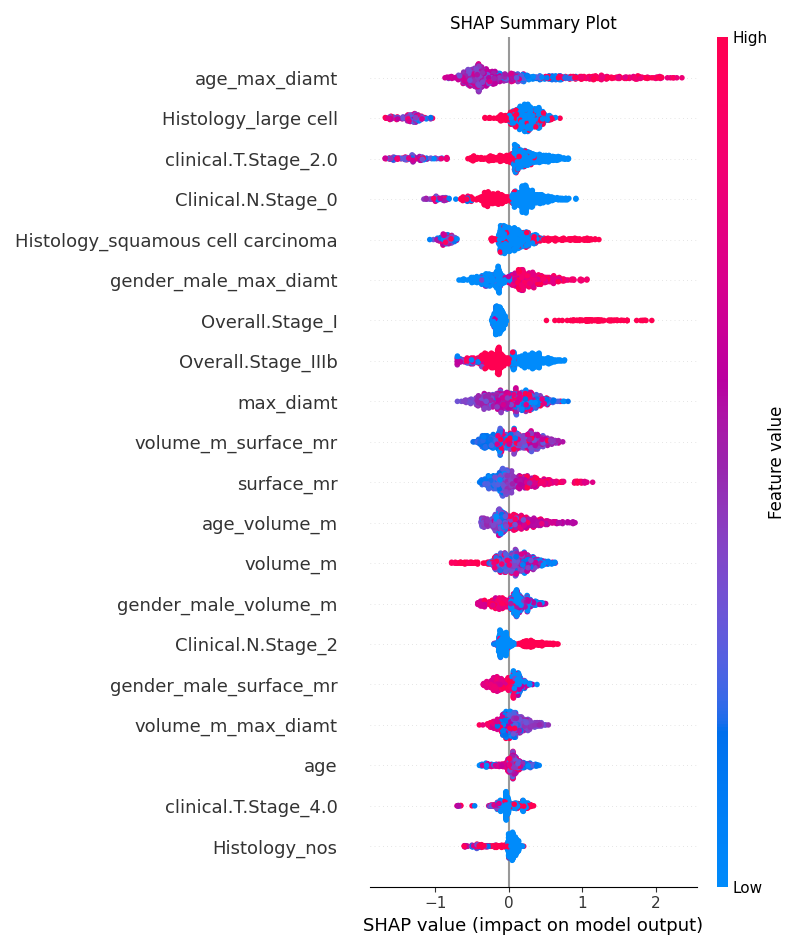 SHAP Summary Plot
High
age_max_diamt
Histology_large cell
clinical.T.Stage_2.0
Clinical.N.Stage_0
Histology_squamous cell carcinoma
gender_male_max_diamt
Overall.Stage_I
Overall.Stage_IIIb
max_diamt
volume_m_surface_mr
surface_mr
age_volume_m
volume_m
gender_male_volume_m
Clinical.N.Stage_2
gender_male_surface_mr
volume_m_max_diamt
age
clinical.T.Stage_4.0
Histology_nos
Feature value
Low
−1 0 1 2
SHAP value (impact on model output)